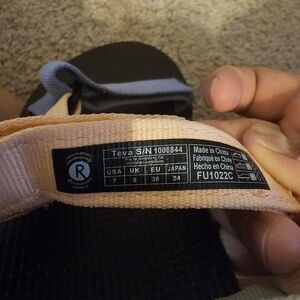 R
Teva S/N 1008844
USA UK EU JAPAN
7 5 38 24
Made in China
Fabriqué en Chine
Hecho en China
FU1022C